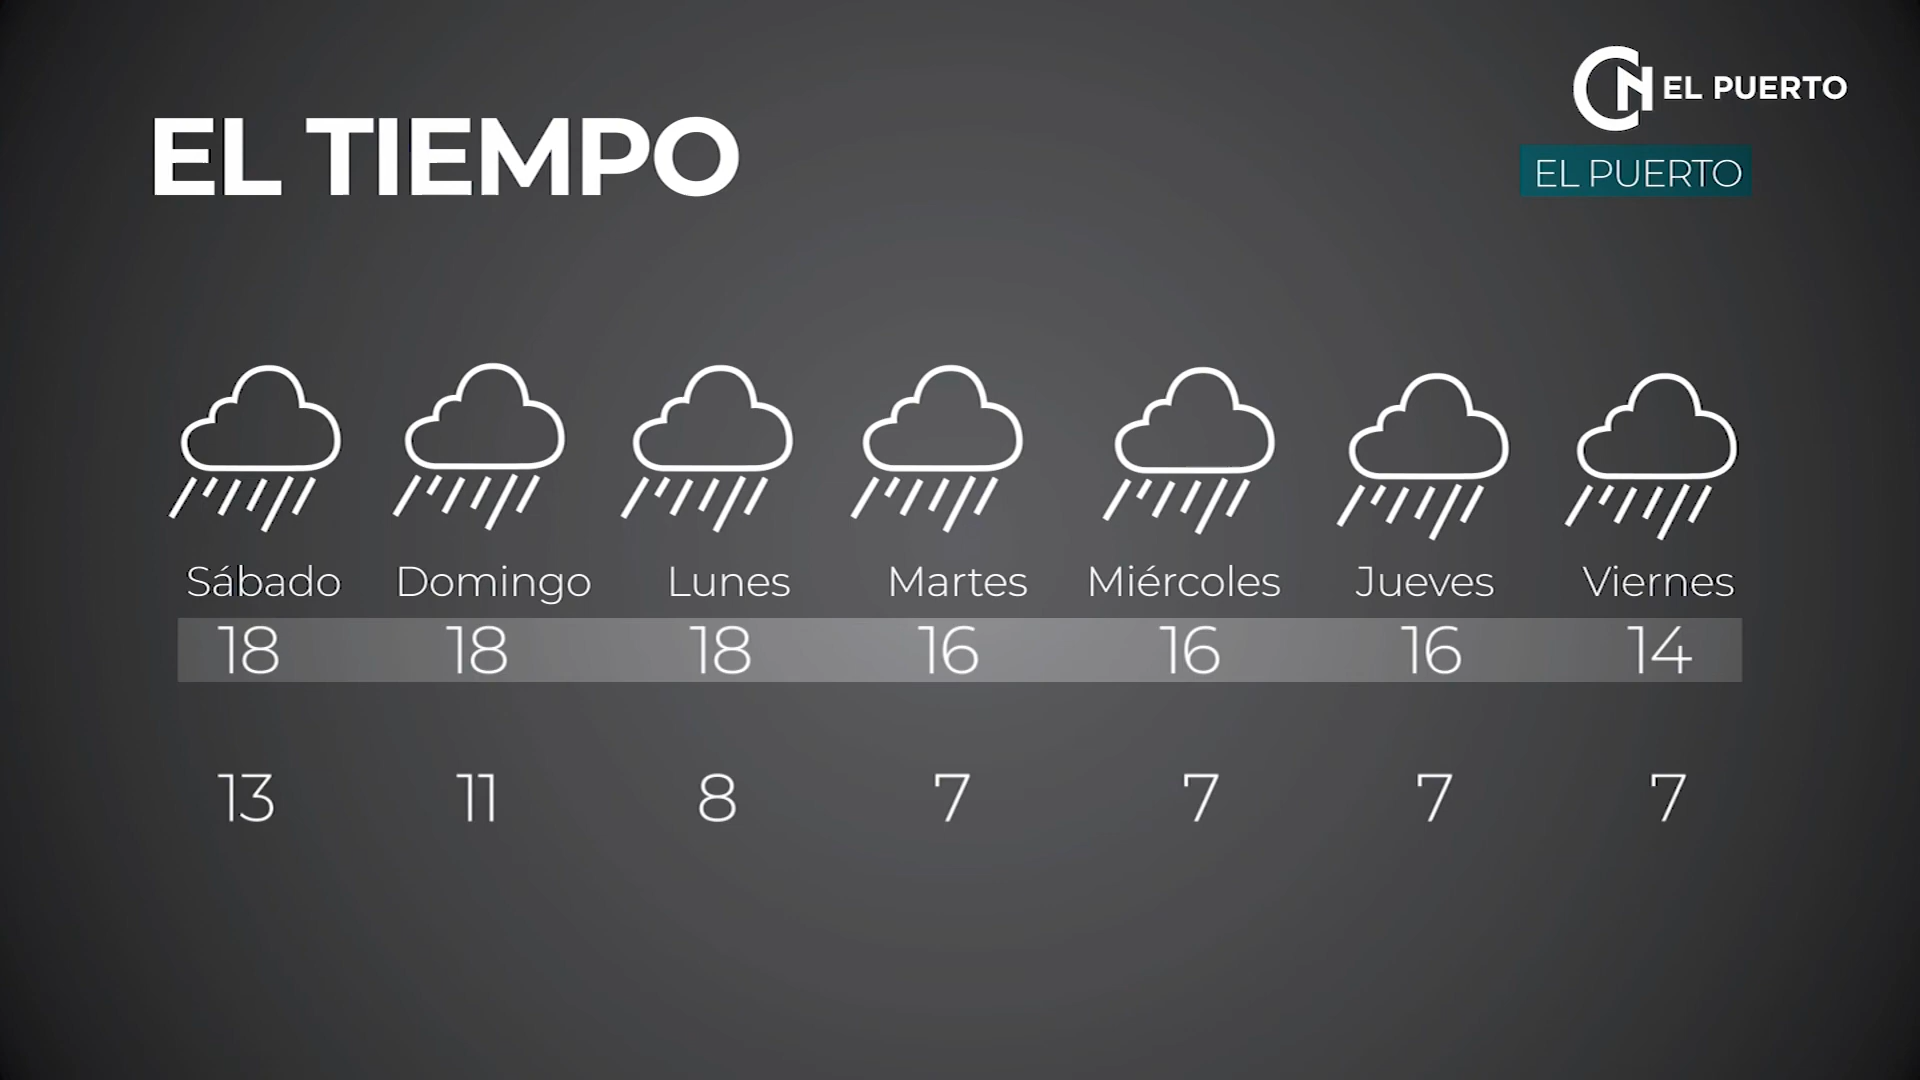 EL TIEMPO
CN EL PUERTO
EL PUERTO
Sábado Domingo Lunes Martes Miércoles Jueves Viernes
18 18 18 16 16 16 14
13 11 8 7 7 7 7